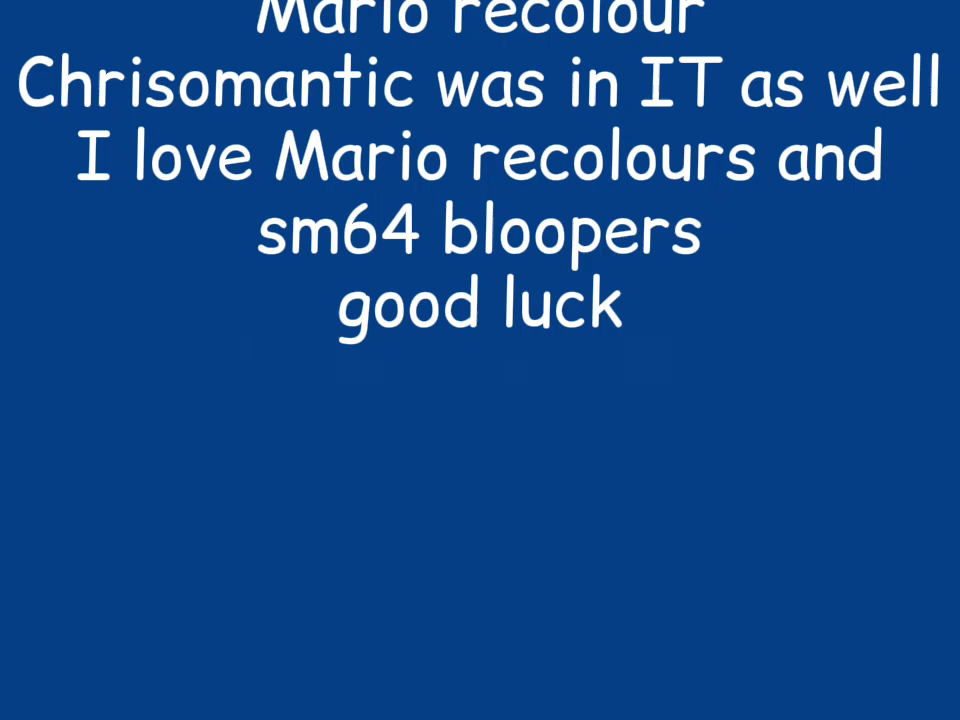 Mario recolour
Chrisomantic was in IT as well
I love Mario recolours and
sm64 bloopers
good luck